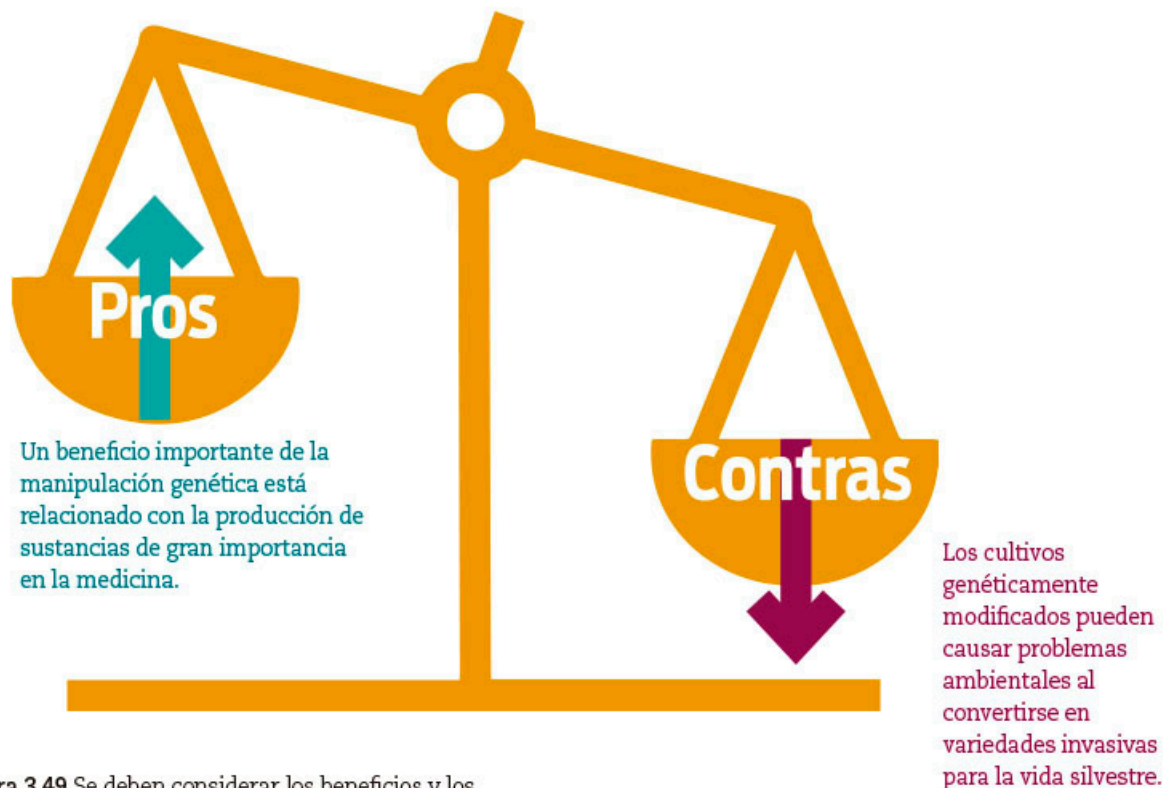 Pros
Un beneficio importante de la
manipulación genética está
relacionado con la producción de
sustancias de gran importancia
en la medicina.
Contras
Los cultivos
genéticamente
modificados pueden
causar problemas
ambientales al
convertirse en
variedades invasivas
para la vida silvestre.
3.49 Se deben considerar los beneficios y los